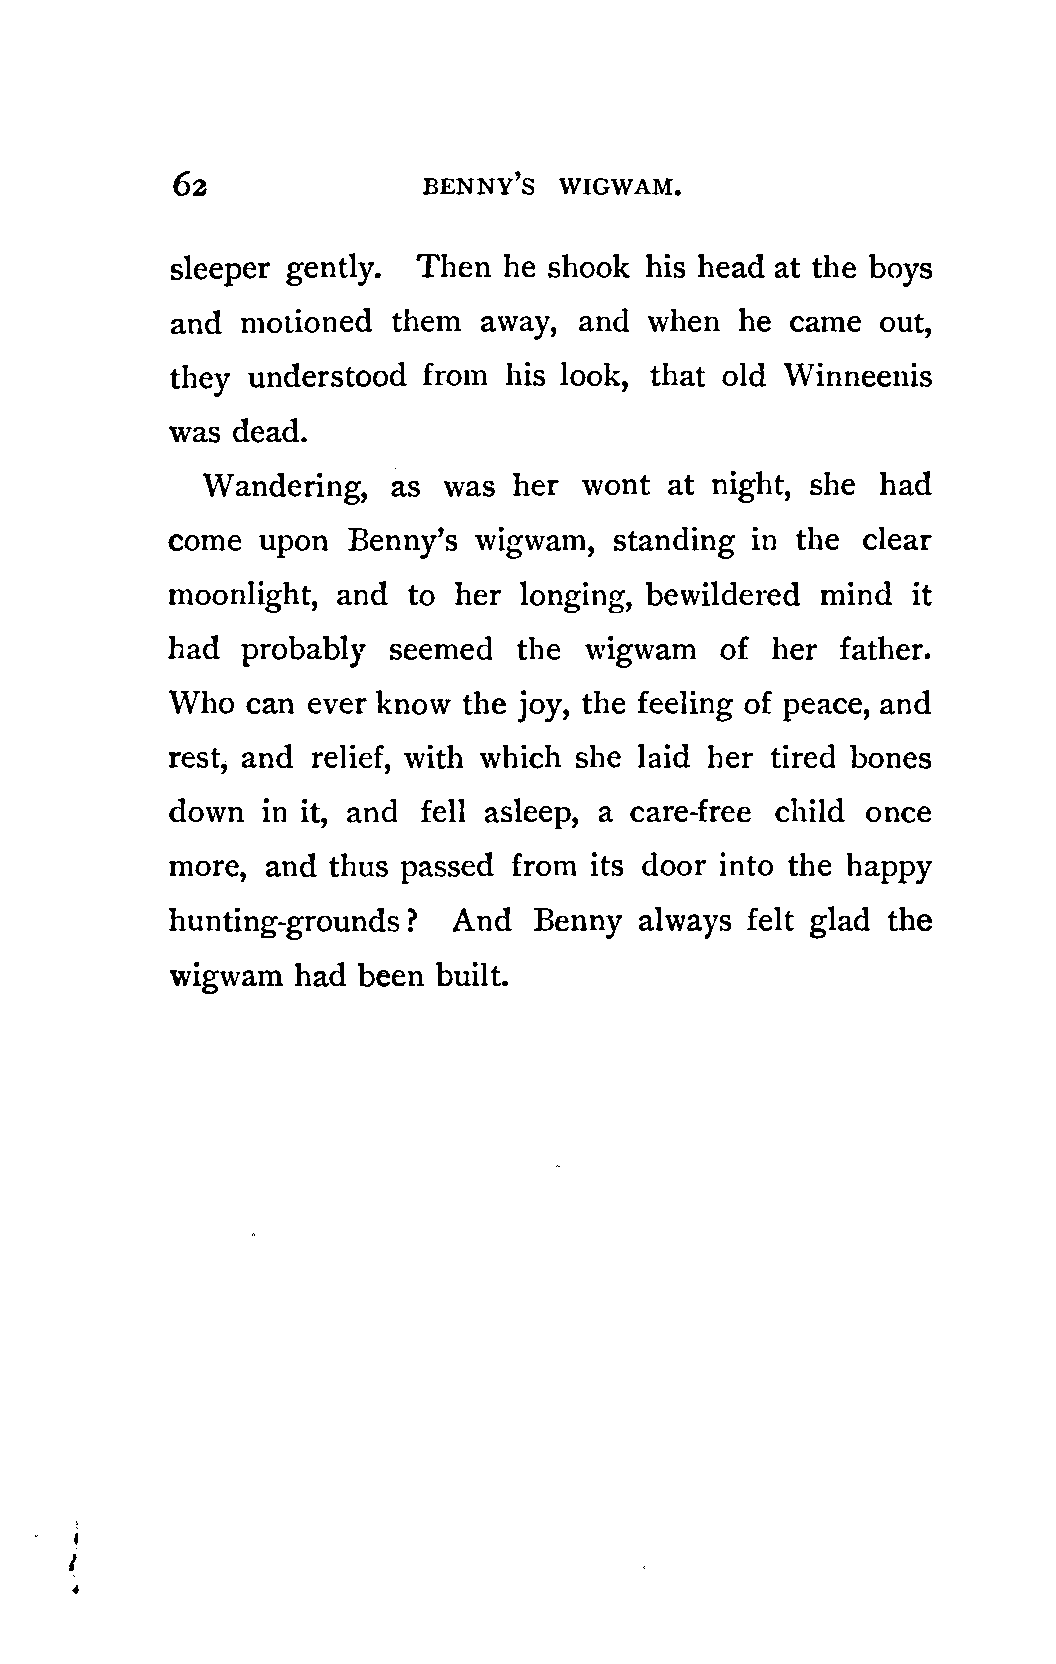 62 BENNY'S WIGWAM.
sleeper gently. Then he shook his head at the boys
and motioned them away, and when he came out,
they understood from his look, that old Winneenis
was dead.
Wandering, as was her wont at night, she had
come upon Benny's wigwam, standing in the clear
moonlight, and to her longing, bewildered mind it
had probably seemed the wigwam of her father.
Who can ever know the joy, the feeling of peace, and
rest, and relief, with which she laid her tired bones
down in it, and fell asleep, a care-free child once
more, and thus passed from its door into the happy
hunting-grounds? And Benny always felt glad the
wigwam had been built.